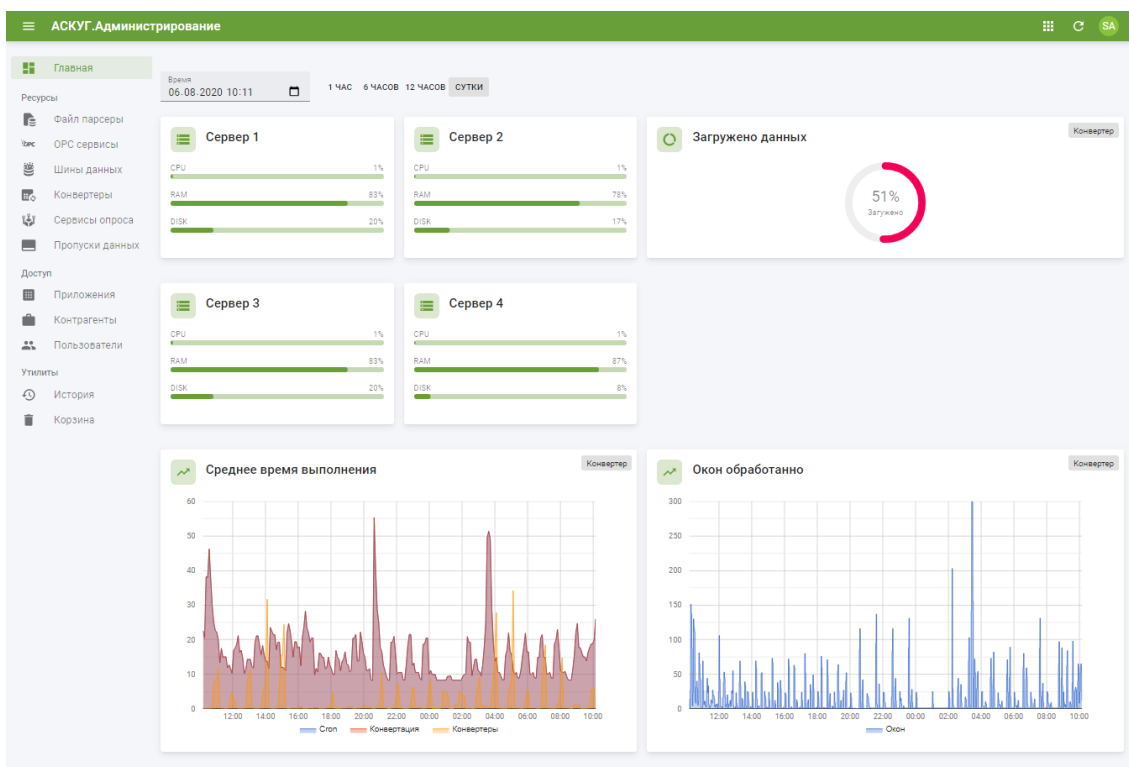 АСКУГ.Администрирование
SA
Главная
Ресурсы
Файл парсеры
OPC
OPC сервисы
Шины данных
Конвертеры
Сервисы опроса
Пропуски данных
Доступ
Приложения
Контрагенты
Пользователи
Утилиты
История
Корзина
Время
06.08.2020 10:11
1 ЧАС 6 ЧАСОВ 12 ЧАСОВ СУТКИ
Сервер 1
CPU 1%
RAM 83%
DISK 20%
Сервер 2
CPU 1%
RAM 78%
DISK 17%
Загружено данных
Конвертер
51%
Загужено
Сервер 3
CPU 1%
RAM 83%
DISK 20%
Сервер 4
CPU 1%
RAM 87%
DISK 8%
Среднее время выполнения
Конвертер
60
50
40
30
20
10
0
12:00 14:00 16:00 18:00 20:00 22:00 00:00 02:00 04:00 06:00 08:00 10:00
Cron Конвертация Конвертеры
Окон обработанно
Конвертер
300
250
200
150
100
50
0
12:00 14:00 16:00 18:00 20:00 22:00 00:00 02:00 04:00 06:00 08:00 10:00
Окон